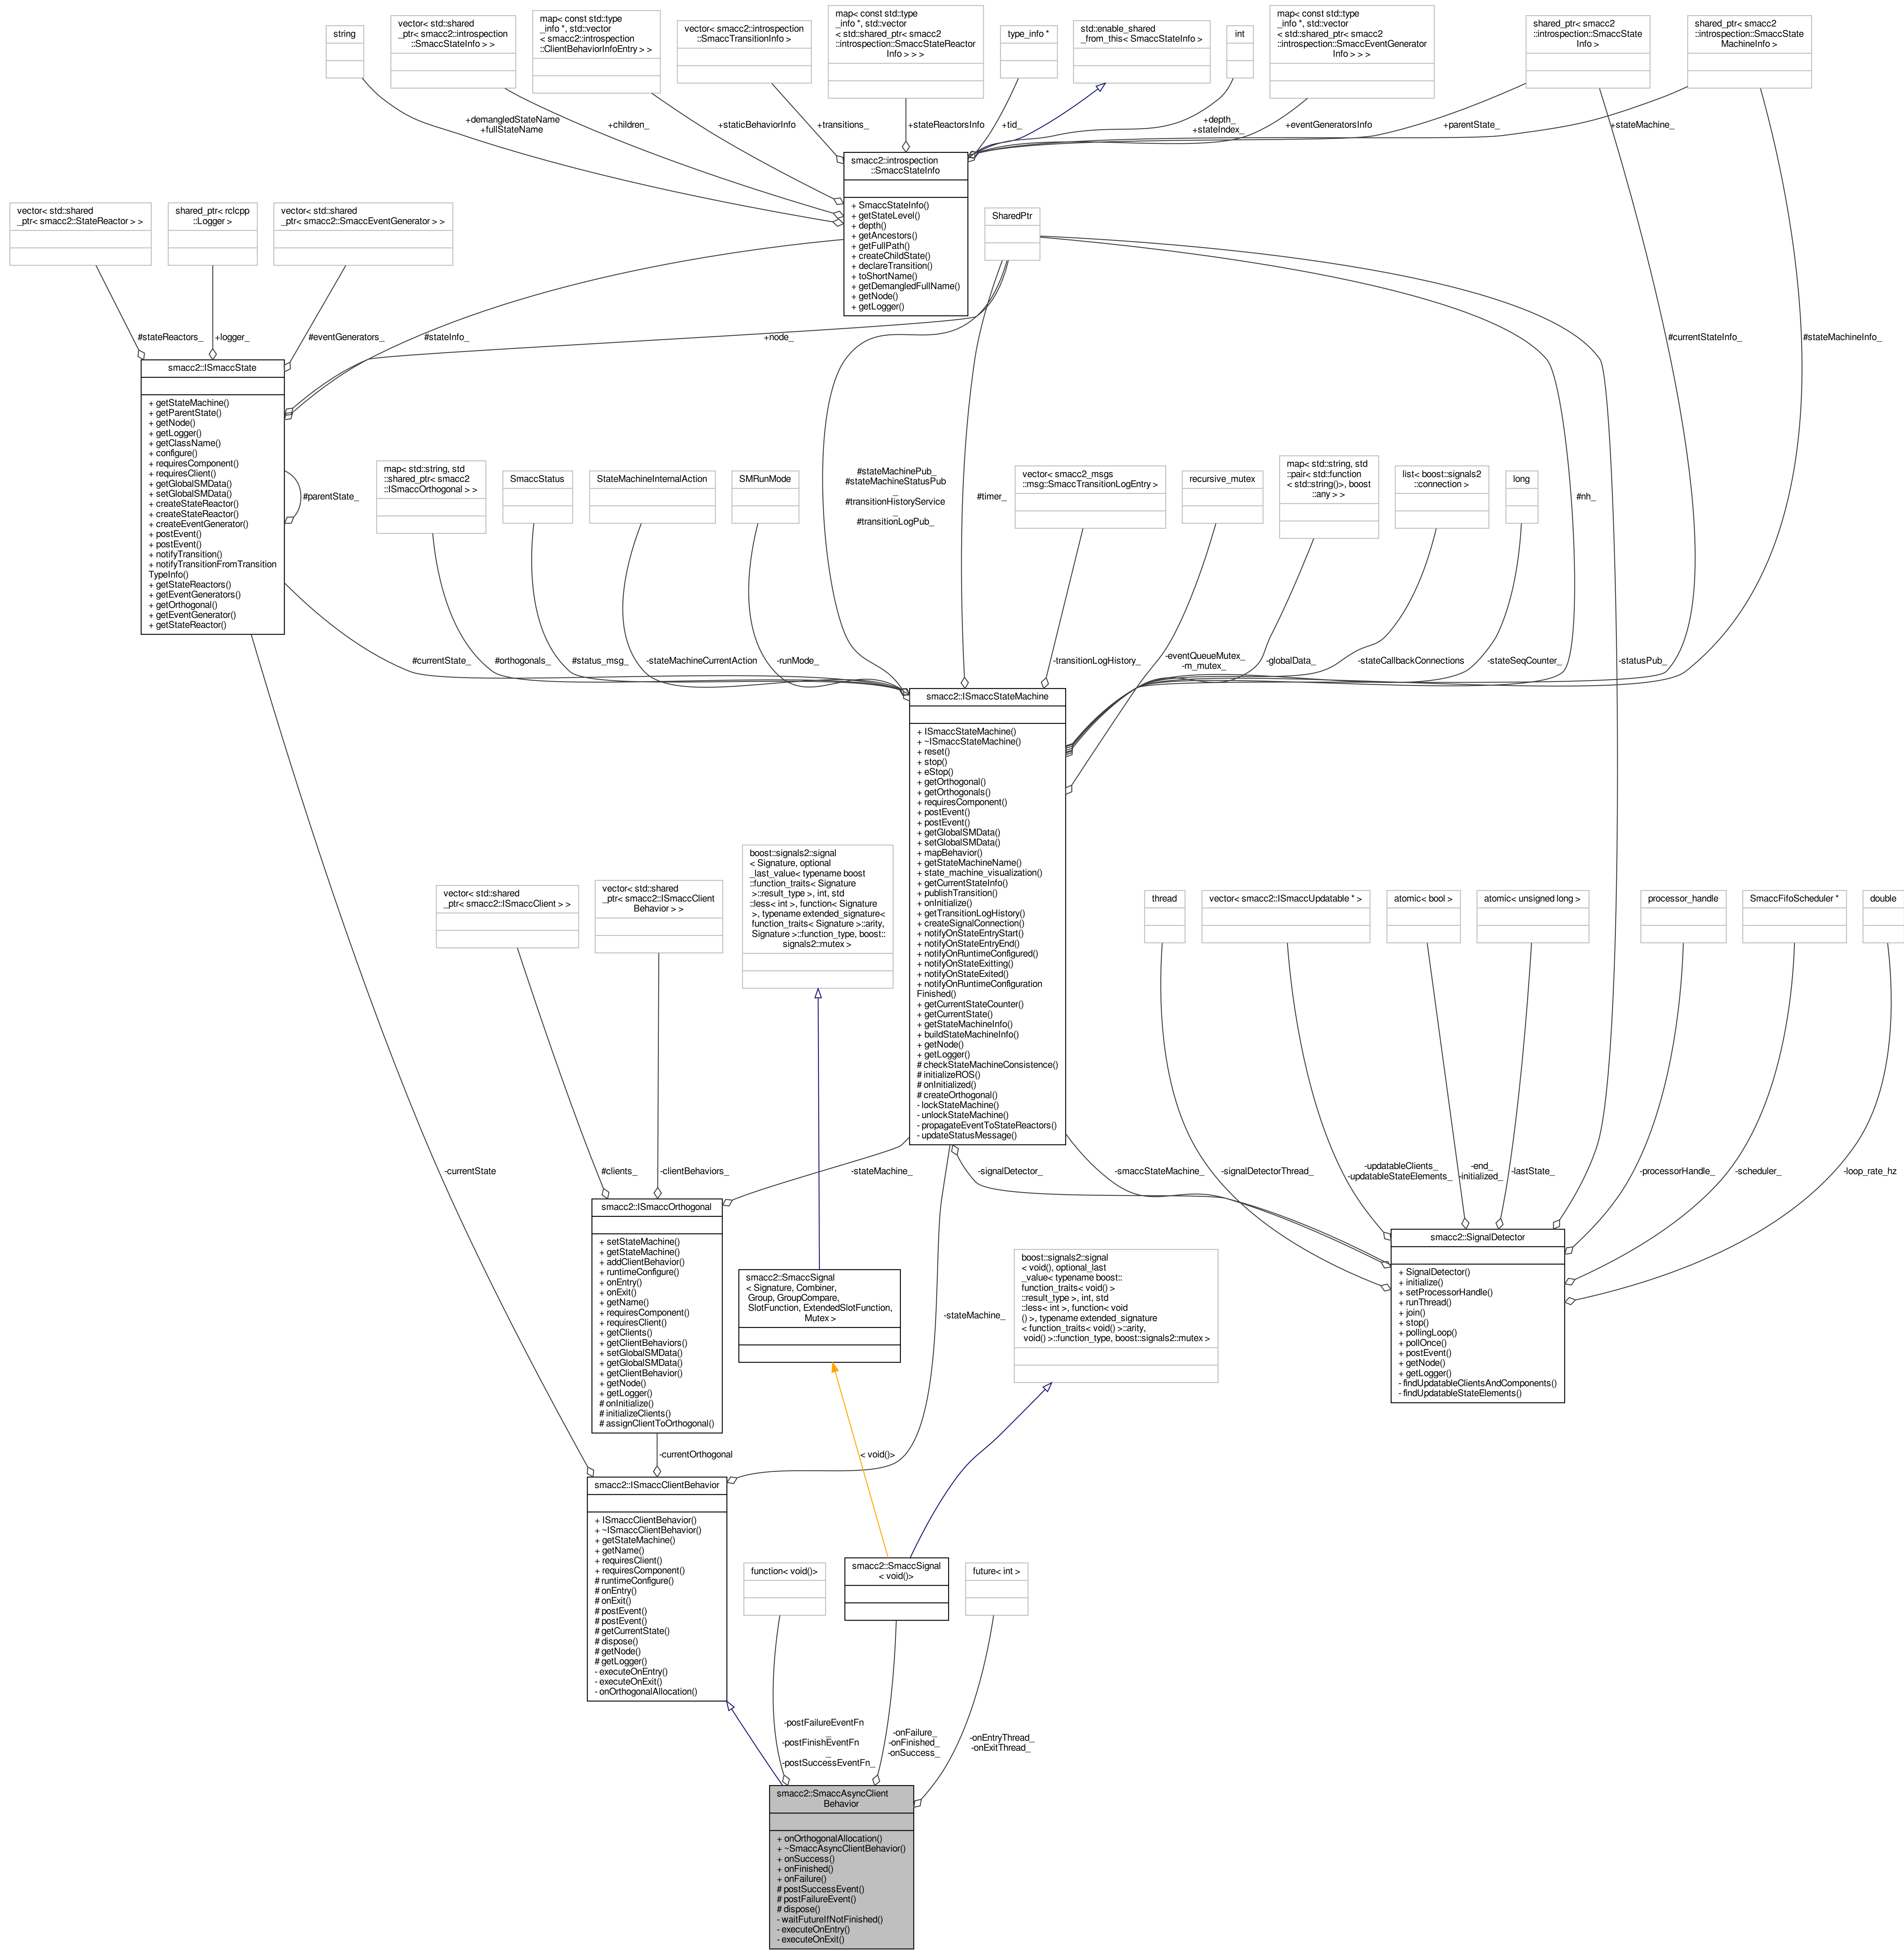 string
vector< std::shared
_ptr< smacc2::introspection
::SmaccStateInfo > >
map< const std::type
_info *, std::vector
< smacc2::introspection
::ClientBehaviorInfoEntry > >
vector< smacc2::introspection
::SmaccTransitionInfo >
map< const std::type
_info *, std::vector
< std::shared_ptr< smacc2
::introspection::SmaccStateReactor
Info > > >
type_info *
std::enable_shared
_from_this< SmaccStateInfo >
int
map< const std::type
_info *, std::vector
< std::shared_ptr< smacc2
::introspection::SmaccEventGenerator
Info > > >
shared_ptr< smacc2
::introspection::SmaccState
Info >
shared_ptr< smacc2
::introspection::SmaccState
MachineInfo >
+demangledStateName
+fullStateName
+children_
+staticBehaviorInfo
+transitions_
+stateReactorsInfo
+tid_
+depth_
+stateIndex_
+eventGeneratorsInfo
+parentState_
+stateMachine_
smacc2::introspection
::SmaccStateInfo
+ SmaccStateInfo()
+ getStateLevel()
+ depth()
+ getAncestors()
+ getFullPath()
+ createChildState()
+ declareTransition()
+ toShortName()
+ getDemangledFullName()
+ getNode()
+ getLogger()
vector< std::shared
_ptr< smacc2::StateReactor > >
shared_ptr< rclcpp
::Logger >
vector< std::shared
_ptr< smacc2::SmaccEventGenerator > >
SharedPtr
#stateReactors_
+logger_
#eventGenerators_
#stateInfo_
+node_
#currentStateInfo_
#stateMachineInfo_
smacc2::ISmaccState
+ getStateMachine()
+ getParentState()
+ getNode()
+ getLogger()
+ getClassName()
+ configure()
+ requiresComponent()
+ requiresClient()
+ getGlobalSMData()
+ setGlobalSMData()
+ createStateReactor()
+ createStateReactor()
+ createEventGenerator()
+ postEvent()
+ postEvent()
+ notifyTransition()
+ notifyTransitionFromTransition
TypeInfo()
+ getStateReactors()
+ getEventGenerators()
+ getOrthogonal()
+ getEventGenerator()
+ getStateReactor()
#parentState_
map< std::string, std
::shared_ptr< smacc2
::ISmaccOrthogonal > >
SmaccStatus
StateMachineInternalAction
SMRunMode
#stateMachinePub_
#stateMachineStatusPub
_
#transitionHistoryService
_
#transitionLogPub_
#timer_
vector< smacc2_msgs
::msg::SmaccTransitionLogEntry >
recursive_mutex
map< std::string, std
::pair< std::function
< std::string()>, boost
::any > >
list< boost::signals2
::connection >
long
#nh_
#currentState_
#orthogonals_
#status_msg_
-stateMachineCurrentAction
-runMode_
-transitionLogHistory_
-eventQueueMutex_
-m_mutex_
-globalData_
-stateCallbackConnections
-stateSeqCounter_
-statusPub_
smacc2::ISmaccStateMachine
+ ISmaccStateMachine()
+ ~ISmaccStateMachine()
+ reset()
+ stop()
+ eStop()
+ getOrthogonal()
+ getOrthogonals()
+ requiresComponent()
+ postEvent()
+ postEvent()
+ getGlobalSMData()
+ setGlobalSMData()
+ mapBehavior()
+ getStateMachineName()
+ state_machine_visualization()
+ getCurrentStateInfo()
+ publishTransition()
+ onInitialize()
+ getTransitionLogHistory()
+ createSignalConnection()
+ notifyOnStateEntryStart()
+ notifyOnStateEntryEnd()
+ notifyOnRuntimeConfigured()
+ notifyOnStateExitting()
+ notifyOnStateExited()
+ notifyOnRuntimeConfiguration
Finished()
+ getCurrentStateCounter()
+ getCurrentState()
+ getStateMachineInfo()
+ buildStateMachineInfo()
+ getNode()
+ getLogger()
# checkStateMachineConsistence()
# initializeROS()
# onInitialized()
# createOrthogonal()
- lockStateMachine()
- unlockStateMachine()
- propagateEventToStateReactors()
- updateStatusMessage()
vector< std::shared
_ptr< smacc2::ISmaccClient > >
vector< std::shared
_ptr< smacc2::ISmaccClient
Behavior > >
boost::signals2::signal
< Signature, optional
_last_value< typename boost
::function_traits< Signature
>::result_type >, int, std
::less< int >, function< Signature
>, typename extended_signature<
function_traits< Signature >::arity,
Signature >::function_type, boost::
signals2::mutex >
thread
vector< smacc2::ISmaccUpdatable * >
atomic< bool >
atomic< unsigned long >
processor_handle
SmaccFifoScheduler *
double
-currentState
#clients_
-clientBehaviors_
-stateMachine_
-signalDetector_
-smaccStateMachine_
-signalDetectorThread_
-updatableClients_
-updatableStateElements_
-end_
-initialized_
-lastState_
-processorHandle_
-scheduler_
-loop_rate_hz
smacc2::ISmaccOrthogonal
+ setStateMachine()
+ getStateMachine()
+ addClientBehavior()
+ runtimeConfigure()
+ onEntry()
+ onExit()
+ getName()
+ requiresComponent()
+ requiresClient()
+ getClients()
+ getClientBehaviors()
+ setGlobalSMData()
+ getGlobalSMData()
+ getClientBehavior()
+ getNode()
+ getLogger()
# onInitialize()
# initializeClients()
# assignClientToOrthogonal()
smacc2::SmaccSignal
< Signature, Combiner,
Group, GroupCompare,
SlotFunction, ExtendedSlotFunction,
Mutex >
-stateMachine_
boost::signals2::signal
< void(), optional_last
_value< typename boost::
function_traits< void() >
::result_type >, int, std
::less< int >, function< void
() >, typename extended_signature
< function_traits< void() >::arity,
void() >::function_type, boost::signals2::mutex >
smacc2::SignalDetector
+ SignalDetector()
+ initialize()
+ setProcessorHandle()
+ runThread()
+ join()
+ stop()
+ pollingLoop()
+ pollOnce()
+ postEvent()
+ getNode()
+ getLogger()
- findUpdatableClientsAndComponents()
- findUpdatableStateElements()
-currentOrthogonal
< void()>
smacc2::ISmaccClientBehavior
+ ISmaccClientBehavior()
+ ~ISmaccClientBehavior()
+ getStateMachine()
+ getName()
+ requiresClient()
+ requiresComponent()
# runtimeConfigure()
# onEntry()
# onExit()
# postEvent()
# postEvent()
# getCurrentState()
# dispose()
# getNode()
# getLogger()
- executeOnEntry()
- executeOnExit()
- onOrthogonalAllocation()
function< void()>
smacc2::SmaccSignal
< void()>
future< int >
-postFailureEventFn
_
-postFinishEventFn
_
-postSuccessEventFn_
-onFailure_
-onFinished_
-onSuccess_
-onEntryThread_
-onExitThread_
smacc2::SmaccAsyncClient
Behavior
+ onOrthogonalAllocation()
+ ~SmaccAsyncClientBehavior()
+ onSuccess()
+ onFinished()
+ onFailure()
# postSuccessEvent()
# postFailureEvent()
# dispose()
- waitFutureIfNotFinished()
- executeOnEntry()
- executeOnExit()